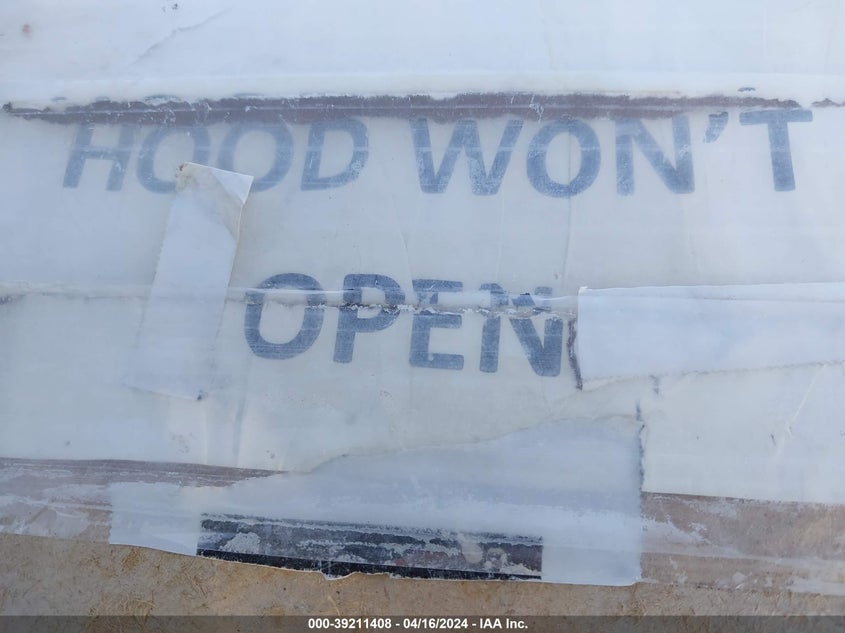 HOOD WON'T
OPEN
000-39211408 - 04/16/2024 - IAA Inc.